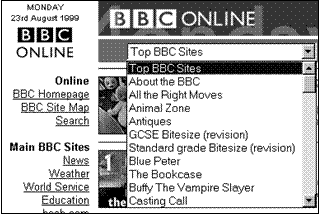 MONDAY
23rd August 1999
BBC
ONLINE
Online
BBC Homepage
BBC Site Map
Search
Main BBC Sites
News
Weather
World Service
Education
BBC ONLINE
Top BBC Sites
Top BBC Sites
About the BBC
All the Right Moves
Animal Zone
Antiques
GCSE Bitesize (revision)
Standard grade Bitesize (revision)
Blue Peter
The Bookcase
Buffy The Vampire Slayer
Casting Call
1
the